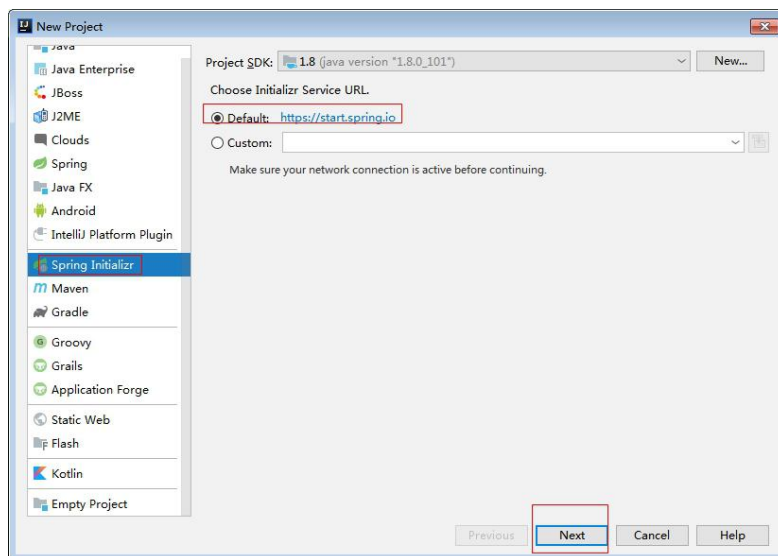 New Project
Java
Java Enterprise
JBoss
J2ME
Clouds
Spring
Java FX
Android
IntelliJ Platform Plugin
Spring Initializr
Maven
Gradle
Groovy
Grails
Application Forge
Static Web
Flash
Kotlin
Empty Project
Project SDK: 1.8 (java version "1.8.0_101") New...
Choose Initializr Service URL.
Default: https://start.spring.io
Custom:
Make sure your network connection is active before continuing.
Previous Next Cancel Help